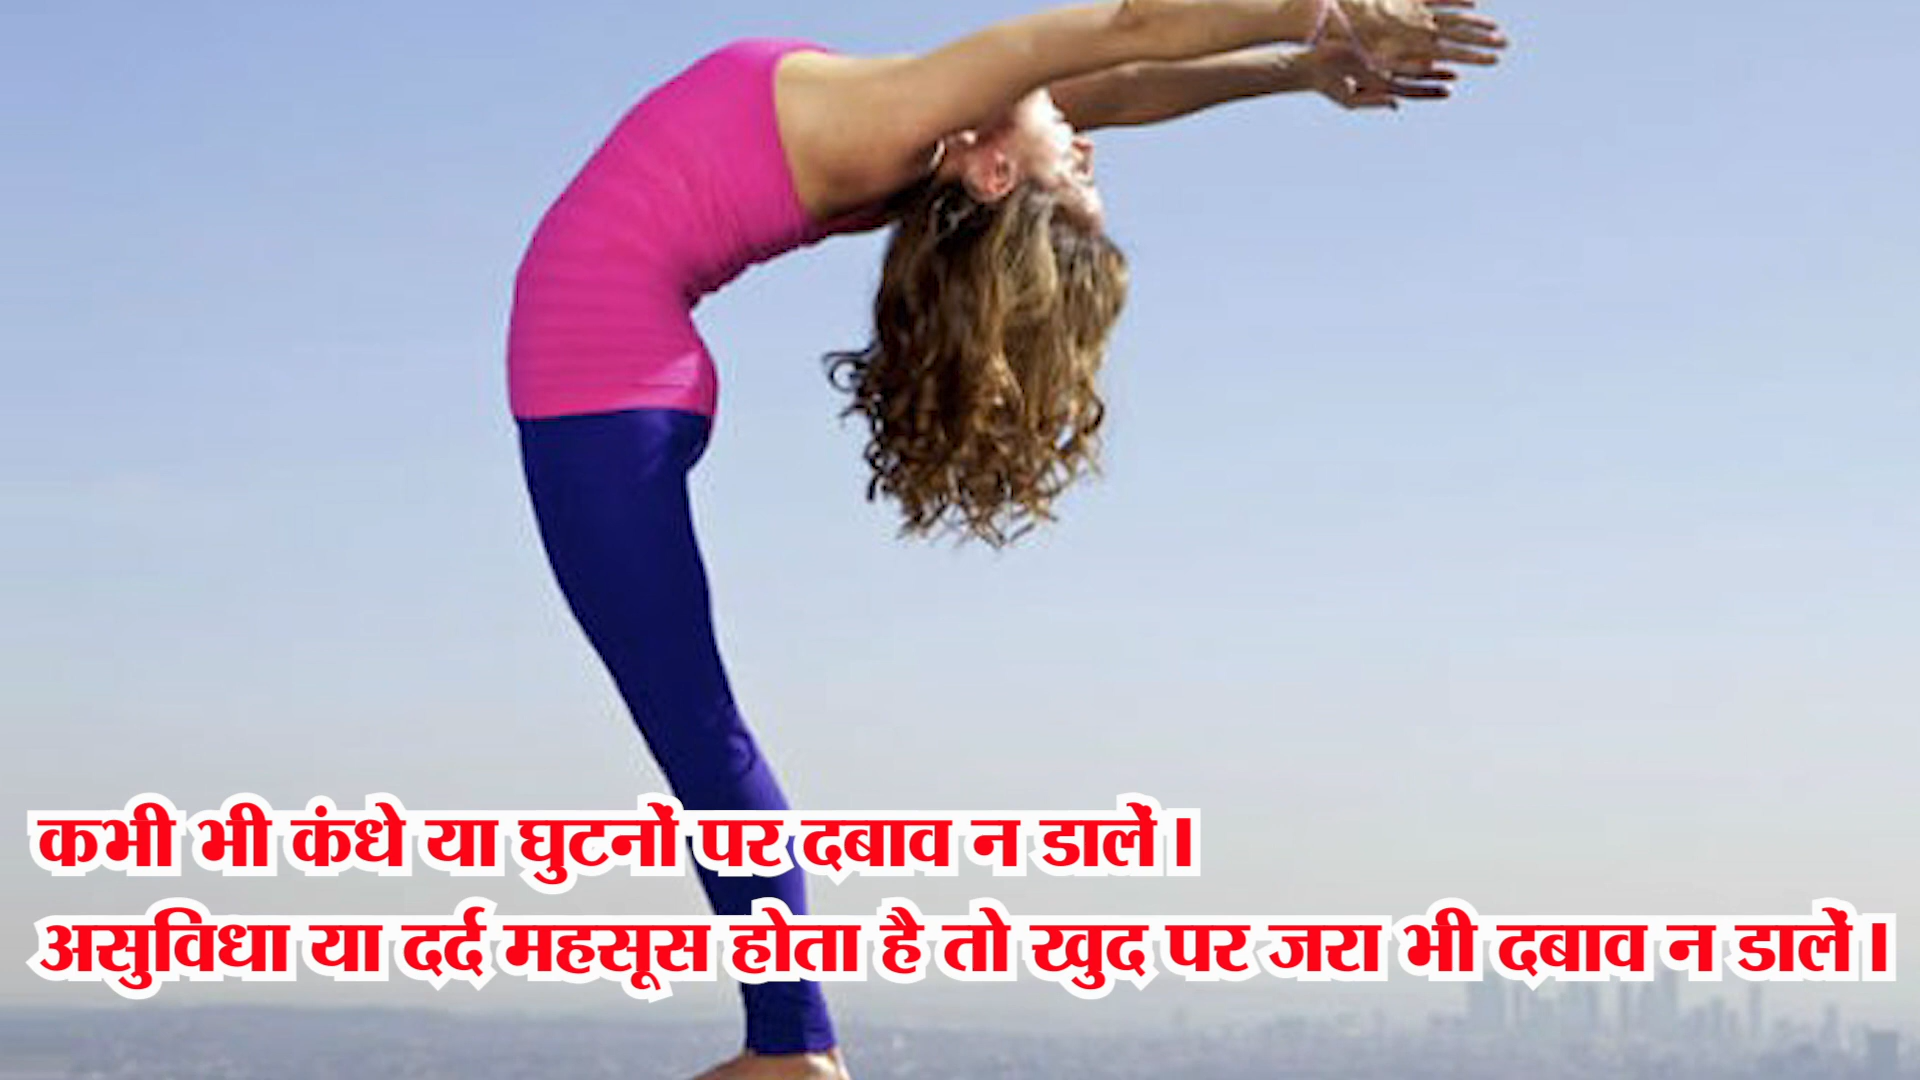 कभी भी कंधे या घुटनों पर दबाव न डालें।
असुविधा या दर्द महसूस होता है तो खुद पर जरा भी दबाव न डालें।